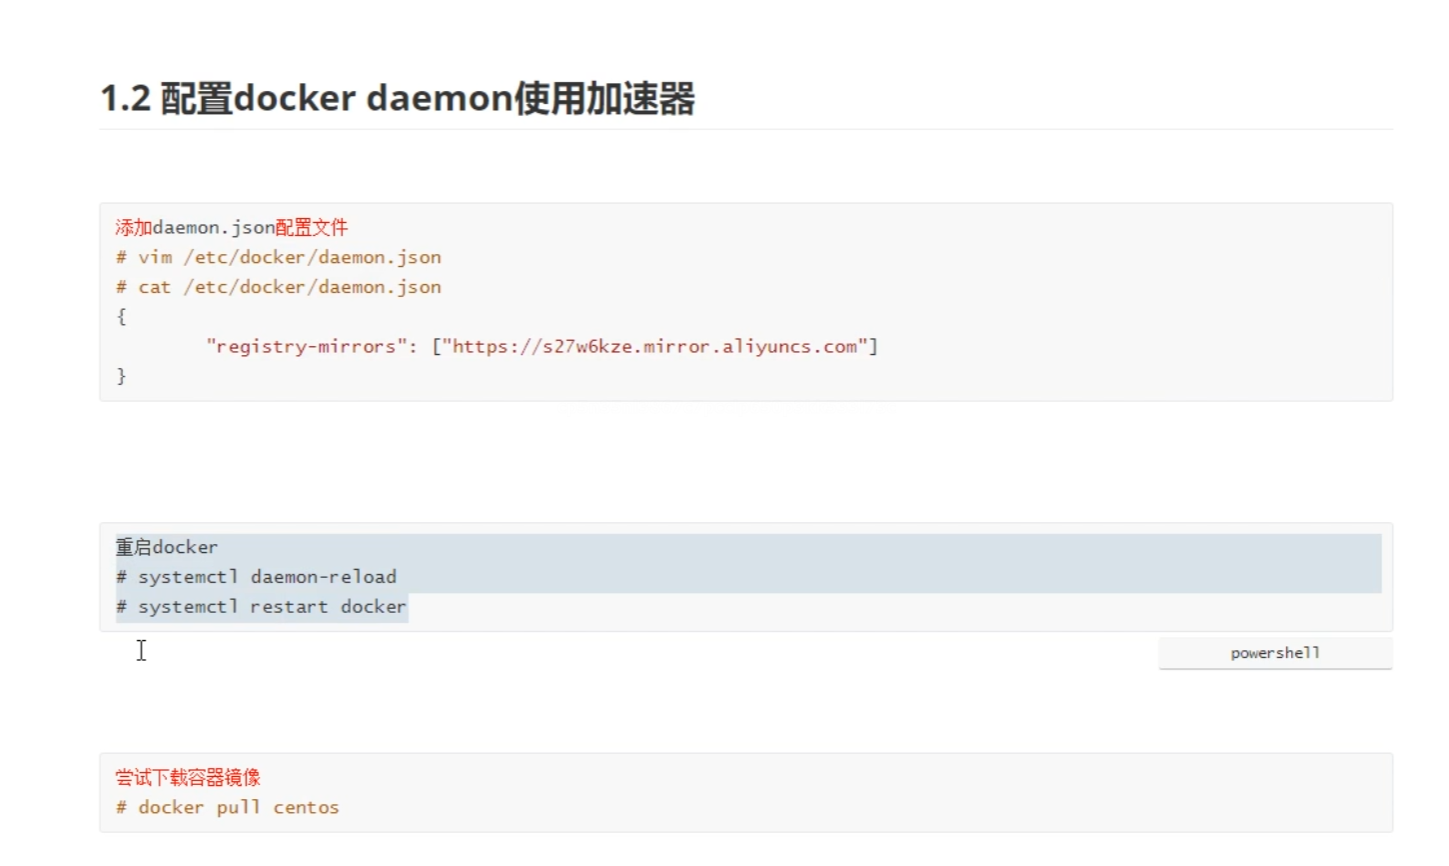 1.2 配置docker daemon使用加速器
添加daemon.json配置文件
# vim /etc/docker/daemon.json
# cat /etc/docker/daemon.json
{
"registry-mirrors": ["https://s27w6kze.mirror.aliyuncs.com"]
}
重启docker
# systemctl daemon-reload
# systemctl restart docker
powershell
尝试下载容器镜像
# docker pull centos